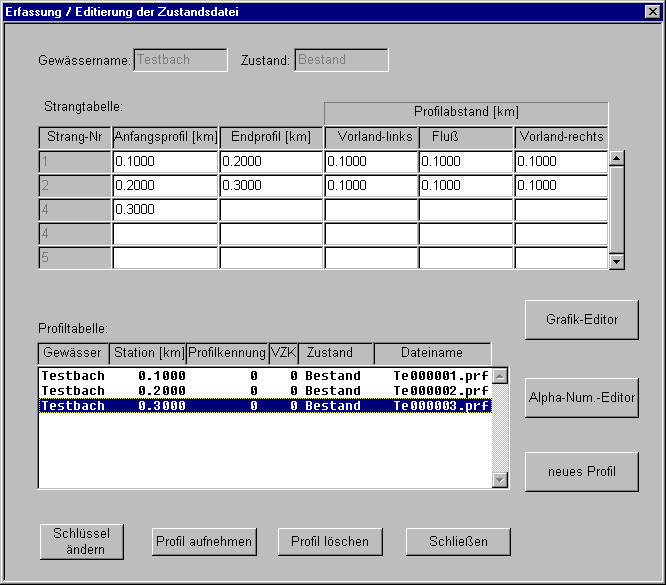 Erfassung / Editierung der Zustandsdatei
Gewässername: Testbach Zustand: Bestand
Strangtabelle:
Profilabstand [km]
Strang-Nr Anfangsprofil [km] Endprofil [km] Vorland-links Fluß Vorland-rechts
1 0.1000 0.2000 0.1000 0.1000 0.1000
2 0.2000 0.3000 0.1000 0.1000 0.1000
4 0.3000
4
5
Profiltabelle:
Gewässer Station [km] Profilkennung VZK Zustand Dateiname
Testbach 0.1000 0 0 Bestand Te000001.prf
Testbach 0.2000 0 0 Bestand Te000002.prf
Testbach 0.3000 0 0 Bestand Te000003.prf
Grafik-Editor
Alpha-Num.-Editor
neues Profil
Schlüssel
ändern
Profil aufnehmen
Profil löschen
Schließen